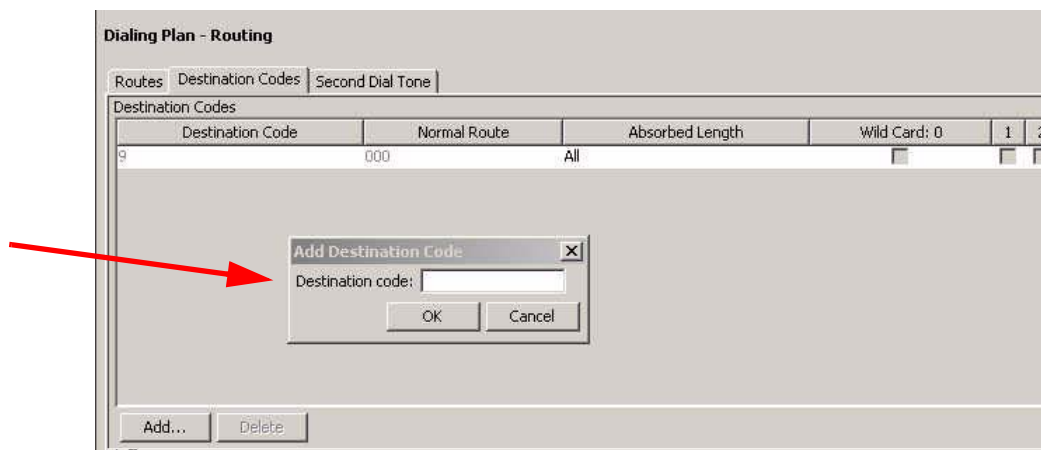 Dialing Plan - Routing
Routes Destination Codes Second Dial Tone
Destination Codes
Destination Code Normal Route Absorbed Length Wild Card: 0 1 2
9 000 All
Add Destination Code
Destination code:
OK Cancel
Add... Delete